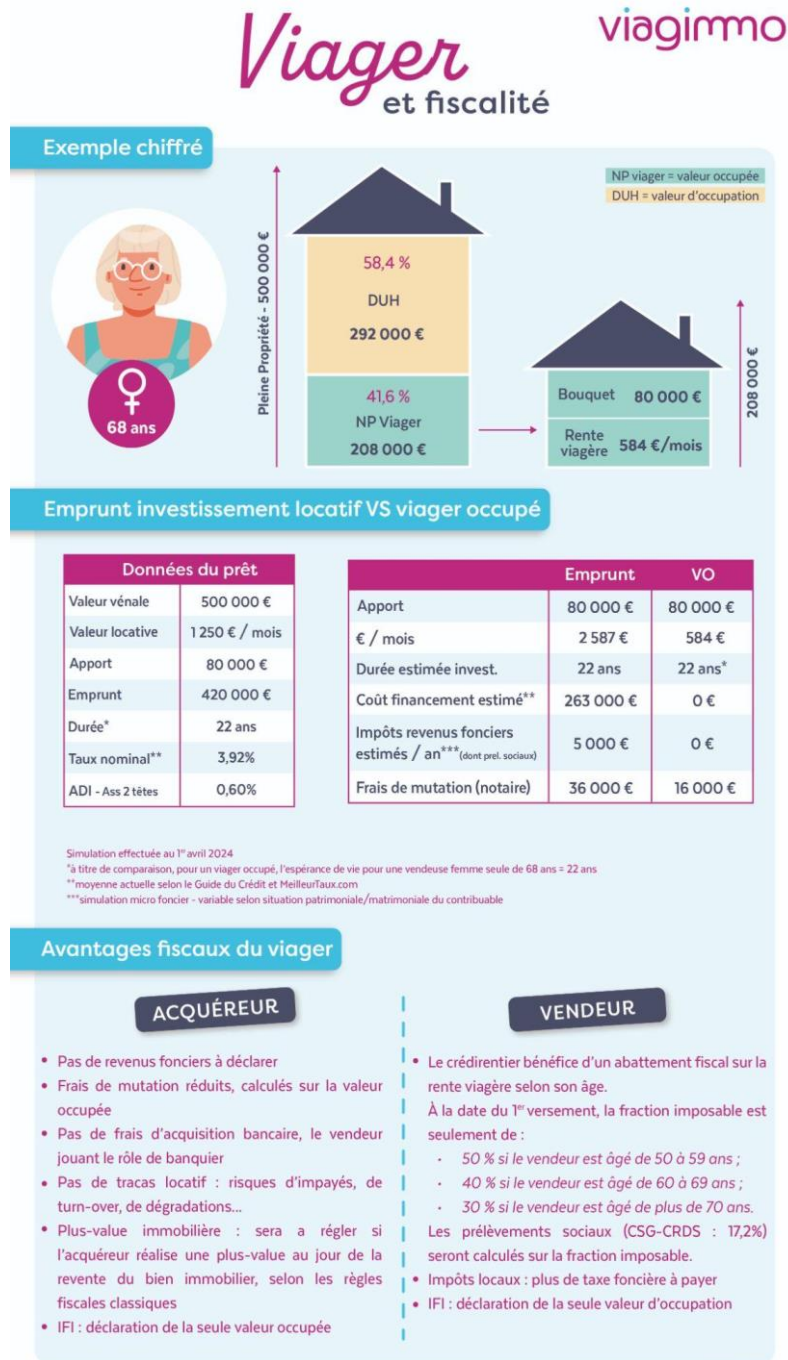 viagimmo
Viager
et fiscalité
Exemple chiffré
NP viager = valeur occupée
DUH = valeur d'occupation
68 ans
Pleine Propriété - 500 000 €
58,4 %
DUH
292 000 €
41,6 %
NP Viager
208 000 €
Bouquet 80 000 €
Rente
viagère 584 €/mois
208 000 €
Emprunt investissement locatif VS viager occupé
Données du prêt
Valeur vénale 500 000 €
Valeur locative 1 250 € / mois
Apport 80 000 €
Emprunt 420 000 €
Durée* 22 ans
Taux nominal** 3,92%
ADI - Ass 2 têtes 0,60%
Emprunt VO
Apport 80 000 € 80 000 €
€ / mois 2 587 € 584 €
Durée estimée invest. 22 ans 22 ans*
Coût financement estimé** 263 000 € 0 €
Impôts revenus fonciers
estimés / an*** (dont prel. sociaux) 5 000 € 0 €
Frais de mutation (notaire) 36 000 € 16 000 €
Simulation effectuée au 1er avril 2024
*à titre de comparaison, pour un viager occupé, l'espérance de vie pour une vendeuse femme seule de 68 ans = 22 ans
**moyenne actuelle selon le Guide du Crédit et MeilleurTaux.com
***simulation micro foncier - variable selon situation patrimoniale/matrimoniale du contribuable
Avantages fiscaux du viager
ACQUÉREUR
• Pas de revenus fonciers à déclarer
• Frais de mutation réduits, calculés sur la valeur
occupée
• Pas de frais d'acquisition bancaire, le vendeur
jouant le rôle de banquier
• Pas de tracas locatif : risques d'impayés, de
turn-over, de dégradations...
• Plus-value immobilière : sera a régler si
l'acquéreur réalise une plus-value au jour de la
revente du bien immobilier, selon les règles
fiscales classiques
• IFI : déclaration de la seule valeur occupée
VENDEUR
• Le crédirentier bénéficie d'un abattement fiscal sur la
rente viagère selon son âge.
À la date du 1er versement, la fraction imposable est
seulement de :
· 50 % si le vendeur est âgé de 50 à 59 ans ;
· 40 % si le vendeur est âgé de 60 à 69 ans ;
· 30 % si le vendeur est âgé de plus de 70 ans.
Les prélèvements sociaux (CSG-CRDS : 17,2%)
seront calculés sur la fraction imposable.
• Impôts locaux : plus de taxe foncière à payer
• IFI : déclaration de la seule valeur d'occupation